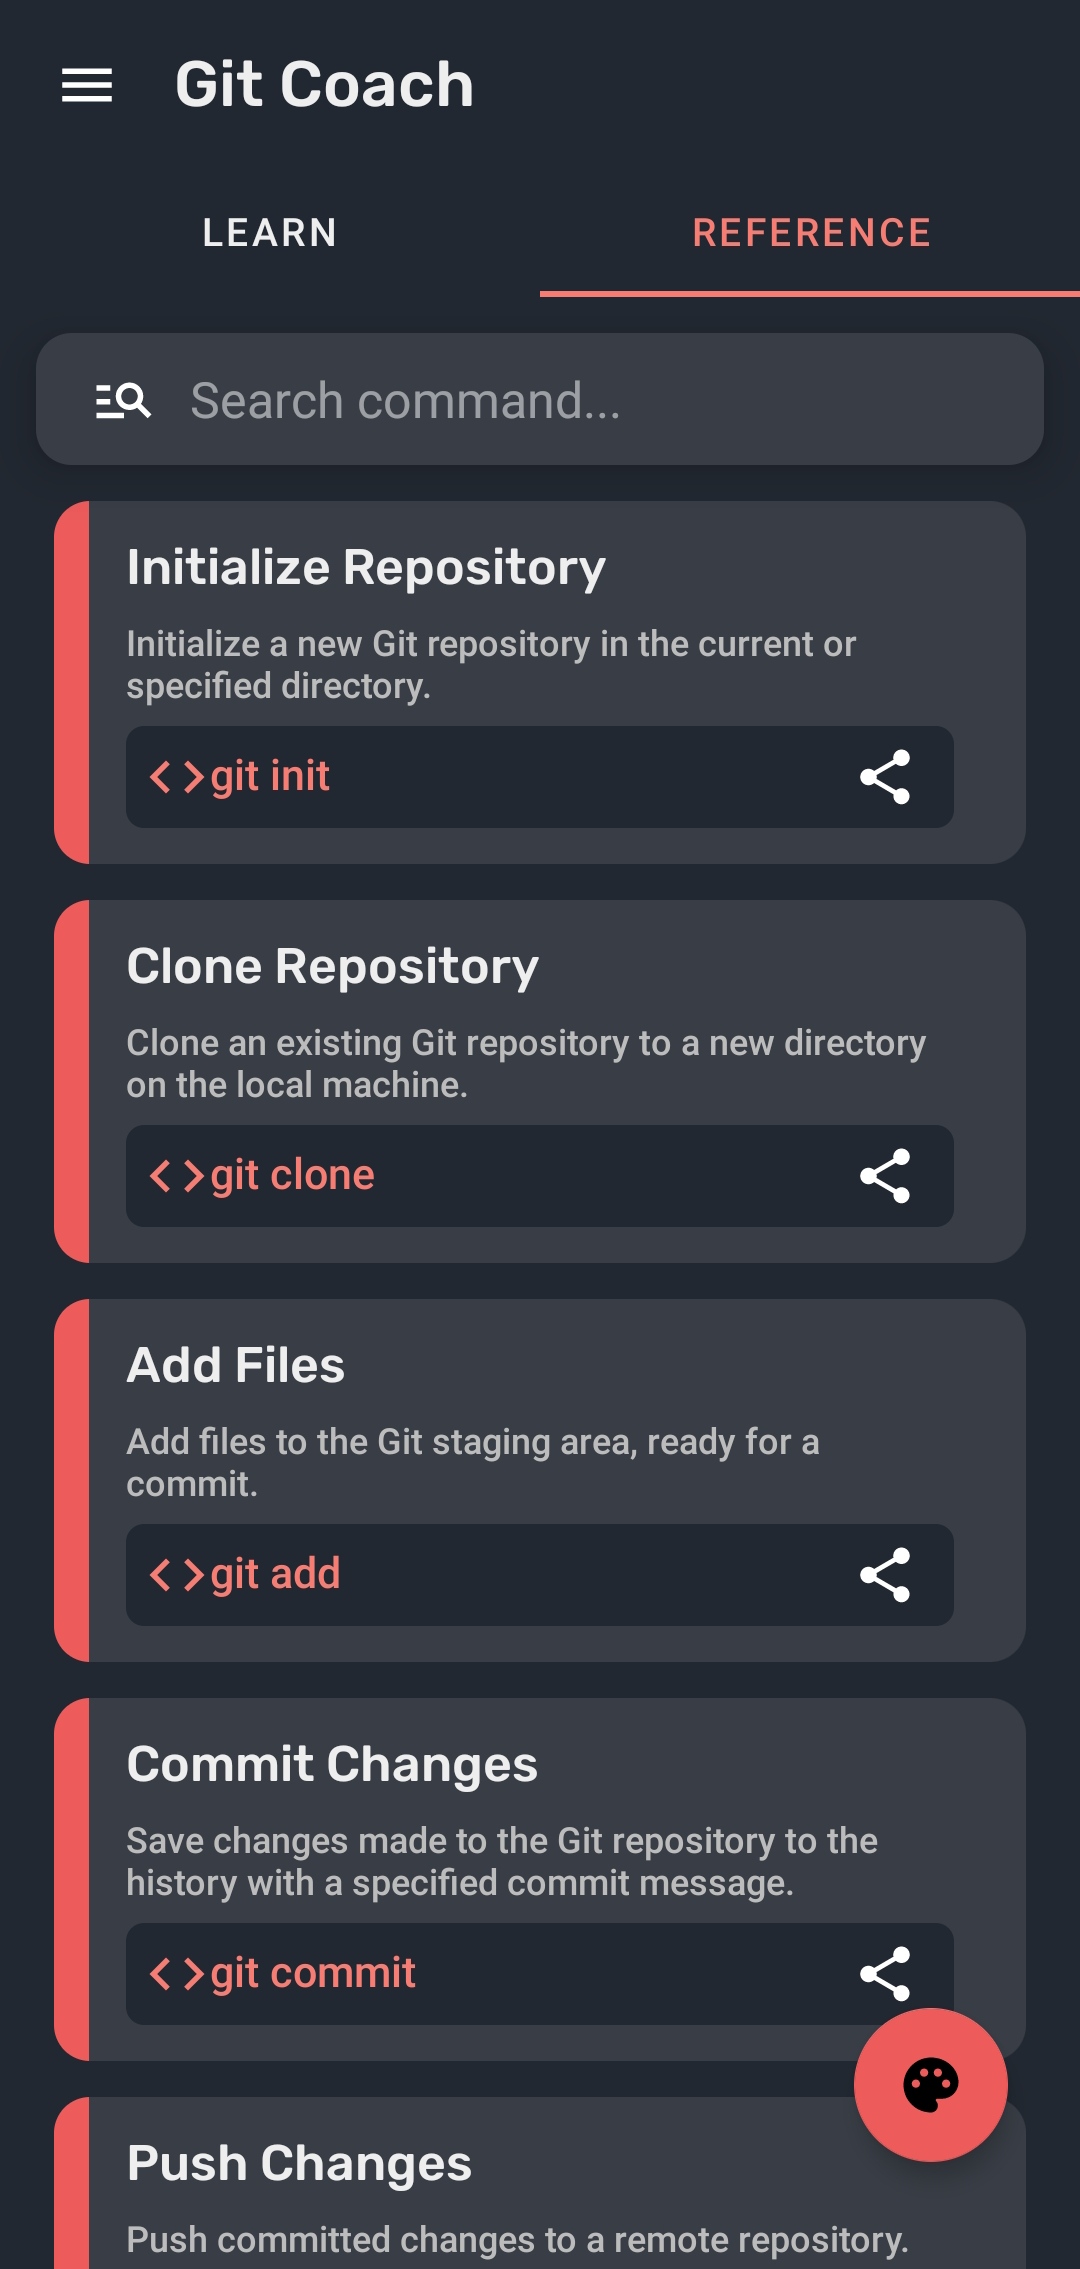 Git Coach
LEARN
REFERENCE
Search command...
Initialize Repository
Initialize a new Git repository in the current or
specified directory.
<>git init
Clone Repository
Clone an existing Git repository to a new directory
on the local machine.
<>git clone
Add Files
Add files to the Git staging area, ready for a
commit.
<>git add
Commit Changes
Save changes made to the Git repository to the
history with a specified commit message.
<>git commit
Push Changes
Push committed changes to a remote repository.